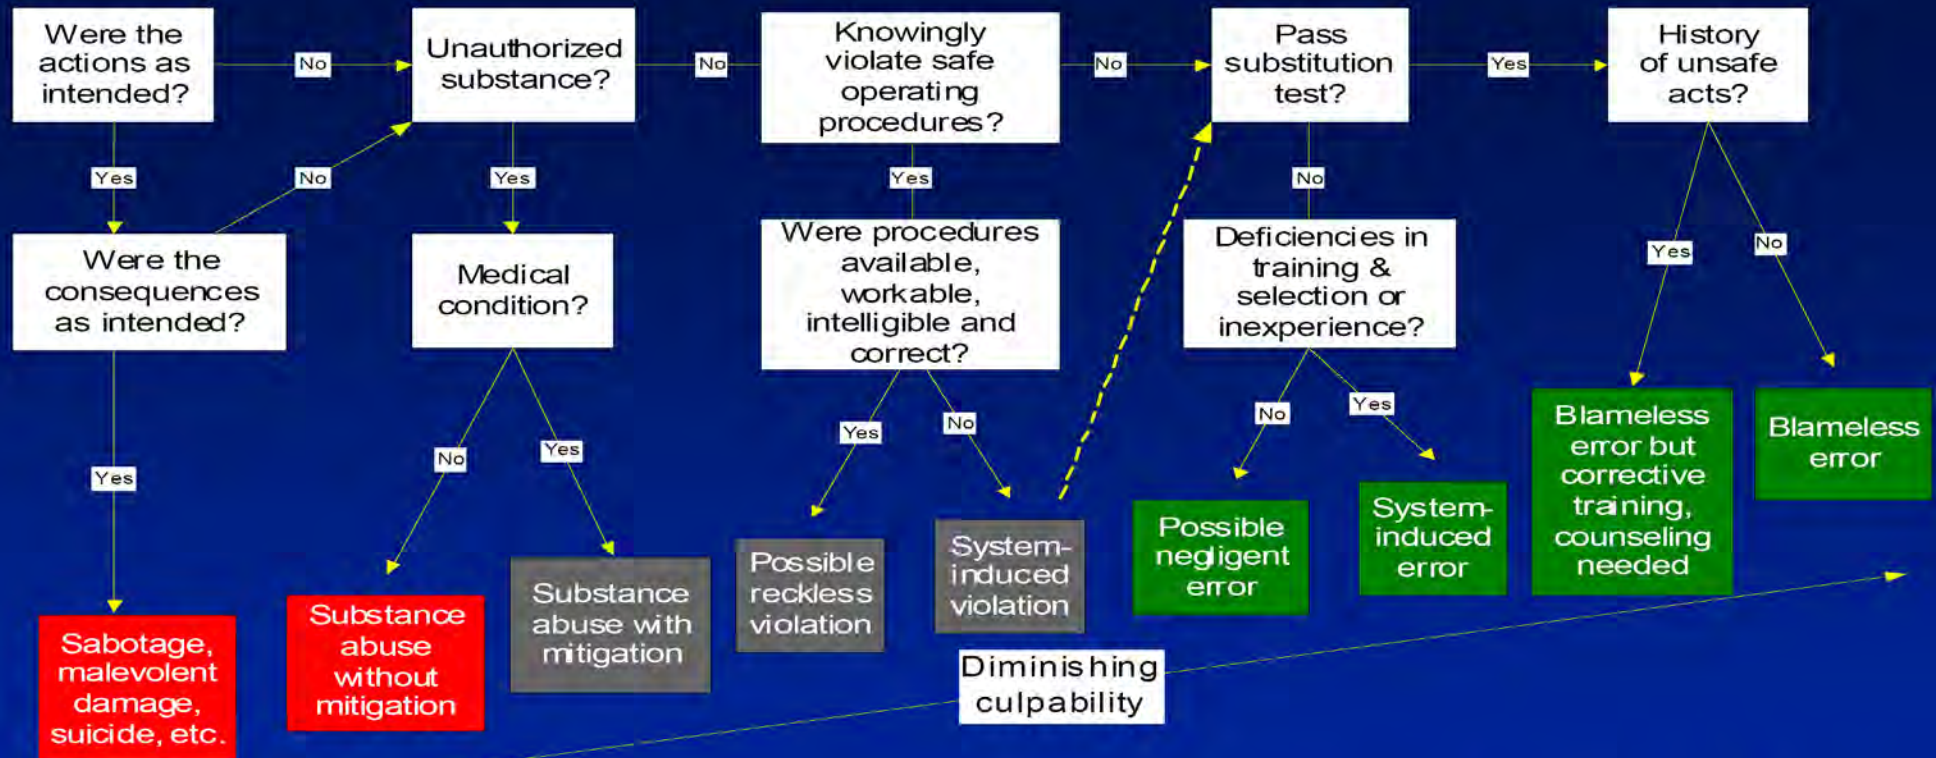 Were the
actions as
intended?
No
Unauthorized
substance?
No
Knowingly
violate safe
operating
procedures?
No
Pass
substitution
test?
Yes
History
of unsafe
acts?
Yes
No
Yes
Yes
No
Were the
consequences
as intended?
Medical
condition?
Were procedures
available,
workable,
intelligible and
correct?
Deficiencies in
training &
selection or
inexperience?
Yes
No
Yes
No
Yes
Yes
No
No
Yes
Sabotage,
malevolent
damage,
suicide, etc.
Substance
abuse
without
mitigation
Substance
abuse with
mitigation
Possible
reckless
violation
System-
induced
violation
Possible
negligent
error
System-
induced
error
Blameless
error but
corrective
training,
counseling
needed
Blameless
error
Diminishing
culpability